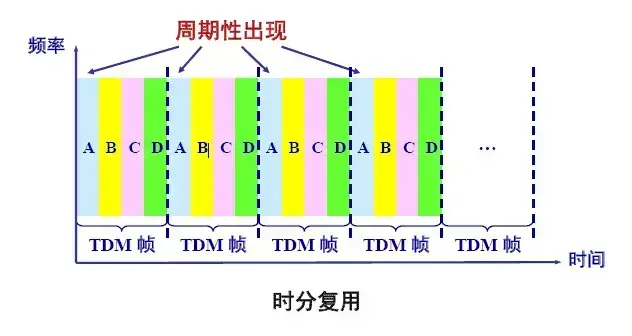 周期性出现
频率
A B C D A B C D A B C D A B C D ...
TDM 帧 TDM 帧 TDM 帧 TDM 帧 TDM 帧
时间
时分复用